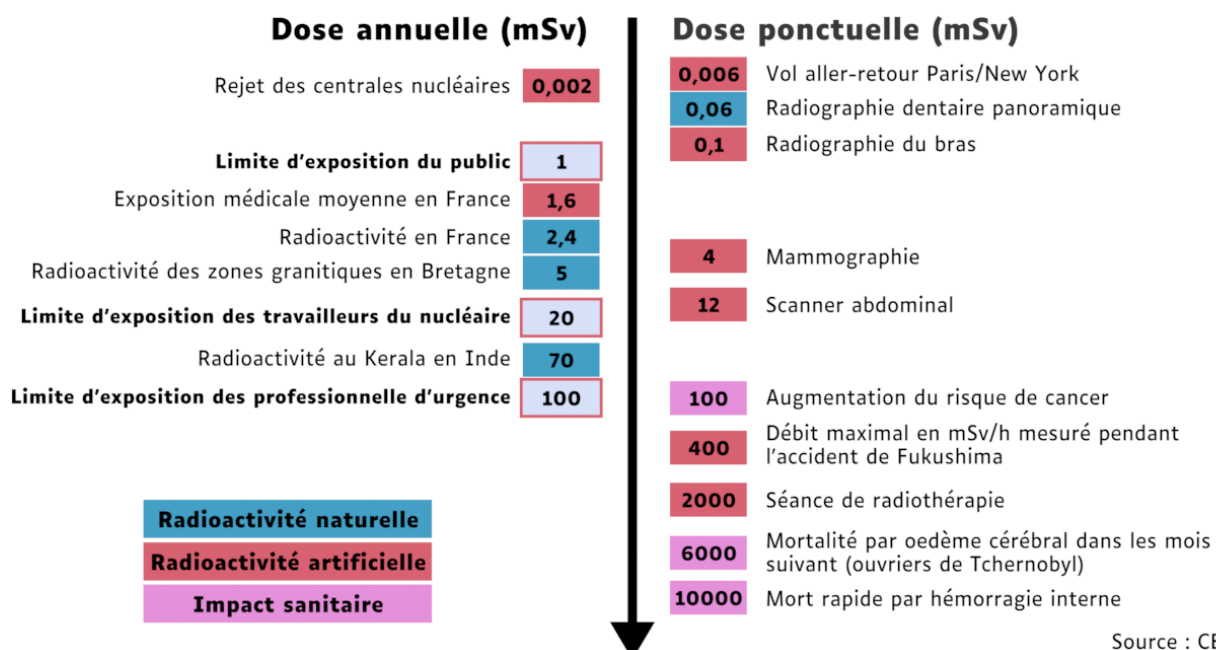 Dose annuelle (mSv)
Rejet des centrales nucléaires 0,002
Limite d'exposition du public 1
Exposition médicale moyenne en France 1,6
Radioactivité en France 2,4
Radioactivité des zones granitiques en Bretagne 5
Limite d'exposition des travailleurs du nucléaire 20
Radioactivité au Kerala en Inde 70
Limite d'exposition des professionnelle d'urgence 100
Radioactivité naturelle
Radioactivité artificielle
Impact sanitaire
Dose ponctuelle (mSv)
0,006 Vol aller-retour Paris/New York
0,06 Radiographie dentaire panoramique
0,1 Radiographie du bras
4 Mammographie
12 Scanner abdominal
100 Augmentation du risque de cancer
400 Débit maximal en mSv/h mesuré pendant
l'accident de Fukushima
2000 Séance de radiothérapie
6000 Mortalité par oedème cérébral dans les mois
suivant (ouvriers de Tchernobyl)
10000 Mort rapide par hémorragie interne
Source :